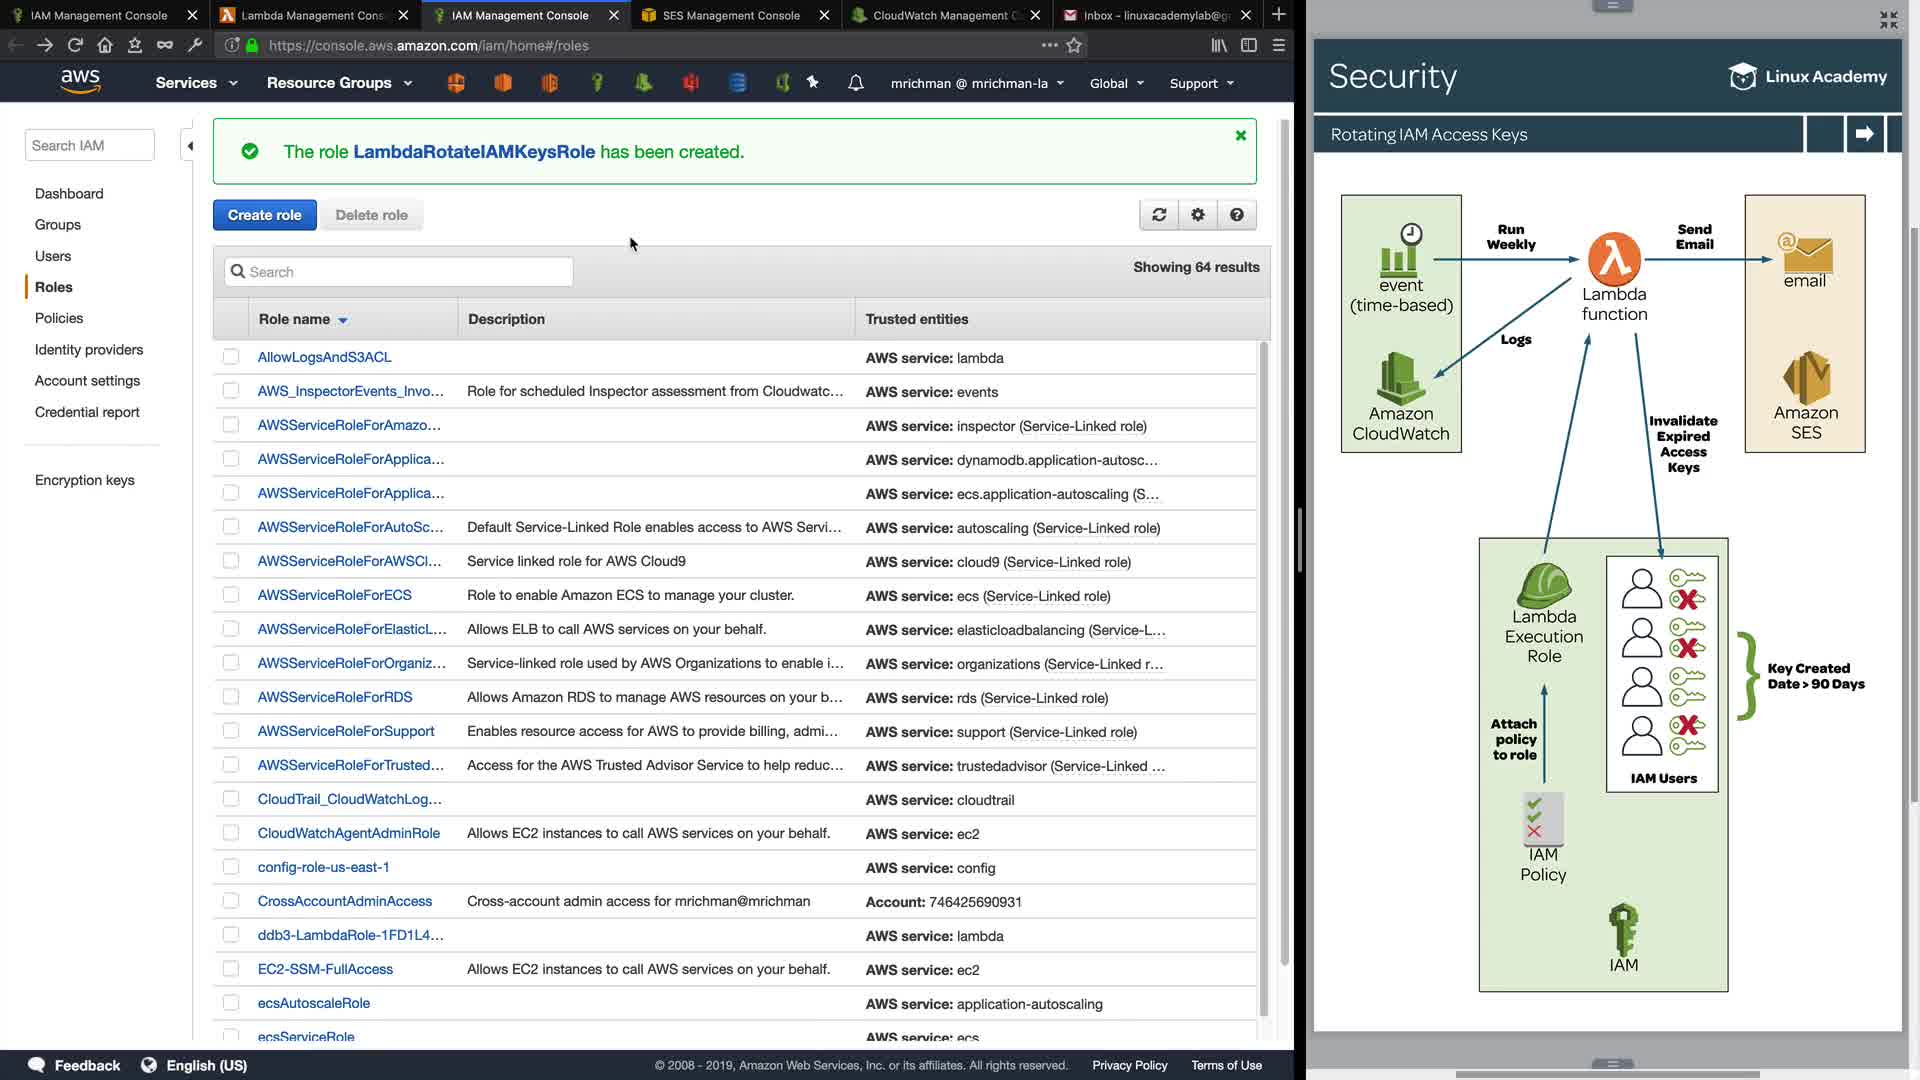 IAM Management Console
Lambda Management Cons
IAM Management Console
SES Management Console
CloudWatch Management C
Inbox – linuxacademylab@g
https://console.aws.amazon.com/iam/home#/roles
aws
Services
Resource Groups
mrichman @ mrichman-la
Global
Support
Search IAM
Dashboard
Groups
Users
Roles
Policies
Identity providers
Account settings
Credential report
Encryption keys
The role LambdaRotateIAMKeysRole has been created.
Create role
Delete role
Search
Showing 64 results
Role name
Description
Trusted entities
AllowLogsAndS3ACL
AWS service: lambda
AWS_InspectorEvents_Invo…
Role for scheduled Inspector assessment from Cloudwatc…
AWS service: events
AWSServiceRoleForAmazo…
AWS service: inspector (Service-Linked role)
AWSServiceRoleForApplica…
AWS service: dynamodb.application-autosc…
AWSServiceRoleForApplica…
AWS service: ecs.application-autoscaling (S…
AWSServiceRoleForAutoSc…
Default Service-Linked Role enables access to AWS Servi…
AWS service: autoscaling (Service-Linked role)
AWSServiceRoleForAWSCl…
Service linked role for AWS Cloud9
AWS service: cloud9 (Service-Linked role)
AWSServiceRoleForECS
Role to enable Amazon ECS to manage your cluster.
AWS service: ecs (Service-Linked role)
AWSServiceRoleForElasticL…
Allows ELB to call AWS services on your behalf.
AWS service: elasticloadbalancing (Service-L…
AWSServiceRoleForOrganiz…
Service-linked role used by AWS Organizations to enable i…
AWS service: organizations (Service-Linked r…
AWSServiceRoleForRDS
Allows Amazon RDS to manage AWS resources on your b…
AWS service: rds (Service-Linked role)
AWSServiceRoleForSupport
Enables resource access for AWS to provide billing, admi…
AWS service: support (Service-Linked role)
AWSServiceRoleForTrusted…
Access for the AWS Trusted Advisor Service to help reduc…
AWS service: trustedadvisor (Service-Linked …
CloudTrail_CloudWatchLog…
AWS service: cloudtrail
CloudWatchAgentAdminRole
Allows EC2 instances to call AWS services on your behalf.
AWS service: ec2
config-role-us-east-1
AWS service: config
CrossAccountAdminAccess
Cross-account admin access for mrichman@mrichman
Account: 746425690931
ddb3-LambdaRole-1FD1L4…
AWS service: lambda
EC2-SSM-FullAccess
Allows EC2 instances to call AWS services on your behalf.
AWS service: ec2
ecsAutoscaleRole
AWS service: application-autoscaling
ecsServiceRole
AWS service: ecs
Feedback
English (US)
© 2008 - 2019, Amazon Web Services, Inc. or its affiliates. All rights reserved.
Privacy Policy
Terms of Use
Security
Linux Academy
Rotating IAM Access Keys
event
(time-based)
Run
Weekly
Lambda
function
Send
Email
email
Logs
Amazon
CloudWatch
Amazon
SES
Invalidate
Expired
Access
Keys
Lambda
Execution
Role
Key Created
Date > 90 Days
Attach
policy
to role
IAM Users
IAM
Policy
IAM